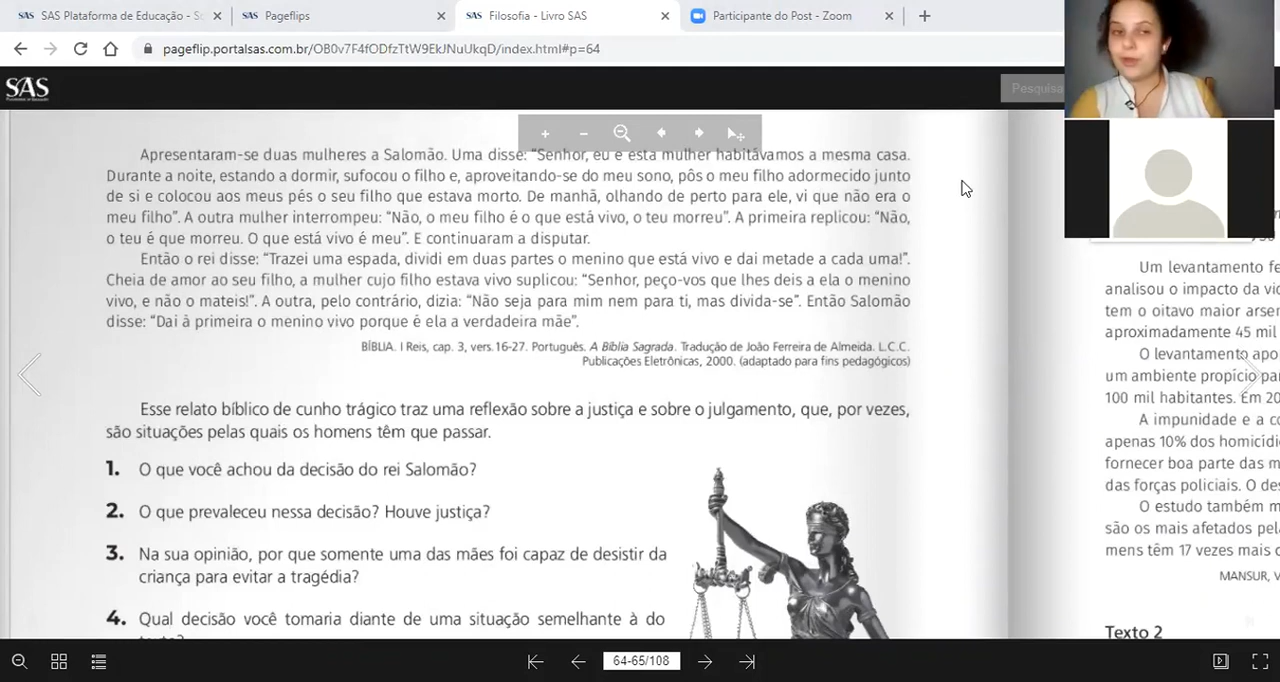 SAS Plataforma de Educação - S
SAS Pageflips
SAS Filosofia - Livro SAS
Participante do Post - Zoom
pageflip.portalsas.com.br/OB0v7F4fODfzTtW9EkJNuUkqD/index.html#p=64
SAS
Pesquisa
Apresentaram-se duas mulheres a Salomão. Uma disse: “Senhor, eu e esta mulher habitávamos a mesma casa.
Durante a noite, estando a dormir, sufocou o filho e, aproveitando-se do meu sono, pôs o meu filho adormecido junto
de si e colocou aos meus pés o seu filho que estava morto. De manhã, olhando de perto para ele, vi que não era o
meu filho”. A outra mulher interrompeu: “Não, o meu filho é o que está vivo, o teu morreu”. A primeira replicou: “Não,
o teu é que morreu. O que está vivo é meu”. E continuaram a disputar.
Então o rei disse: “Trazei uma espada, dividi em duas partes o menino que está vivo e dai metade a cada uma!”.
Cheia de amor ao seu filho, a mulher cujo filho estava vivo suplicou: “Senhor, peço-vos que lhes deis a ela o menino
vivo, e não o mateis!”. A outra, pelo contrário, dizia: “Não seja para mim nem para ti, mas divida-se”. Então Salomão
disse: “Dai à primeira o menino vivo porque é ela a verdadeira mãe”.
BÍBLIA. I Reis, cap. 3, vers.16-27. Português. A Bíblia Sagrada. Tradução de João Ferreira de Almeida. L.C.C.
Publicações Eletrônicas, 2000. (adaptado para fins pedagógicos)
Esse relato bíblico de cunho trágico traz uma reflexão sobre a justiça e sobre o julgamento, que, por vezes,
são situações pelas quais os homens têm que passar.
1. O que você achou da decisão do rei Salomão?
2. O que prevaleceu nessa decisão? Houve justiça?
3. Na sua opinião, por que somente uma das mães foi capaz de desistir da
criança para evitar a tragédia?
4. Qual decisão você tomaria diante de uma situação semelhante à do
Um levantamento fe
analisou o impacto da vi
tem o oitavo maior arser
aproximadamente 45 mil
O levantamento apo
um ambiente propício pa
100 mil habitantes. Em 20
A impunidade e a co
apenas 10% dos homicídi
fornecer boa parte das m
das forças policiais. O des
O estudo também m
são os mais afetados pela
mens têm 17 vezes mais c
MANSUR, V
Texto 2
64-65/108